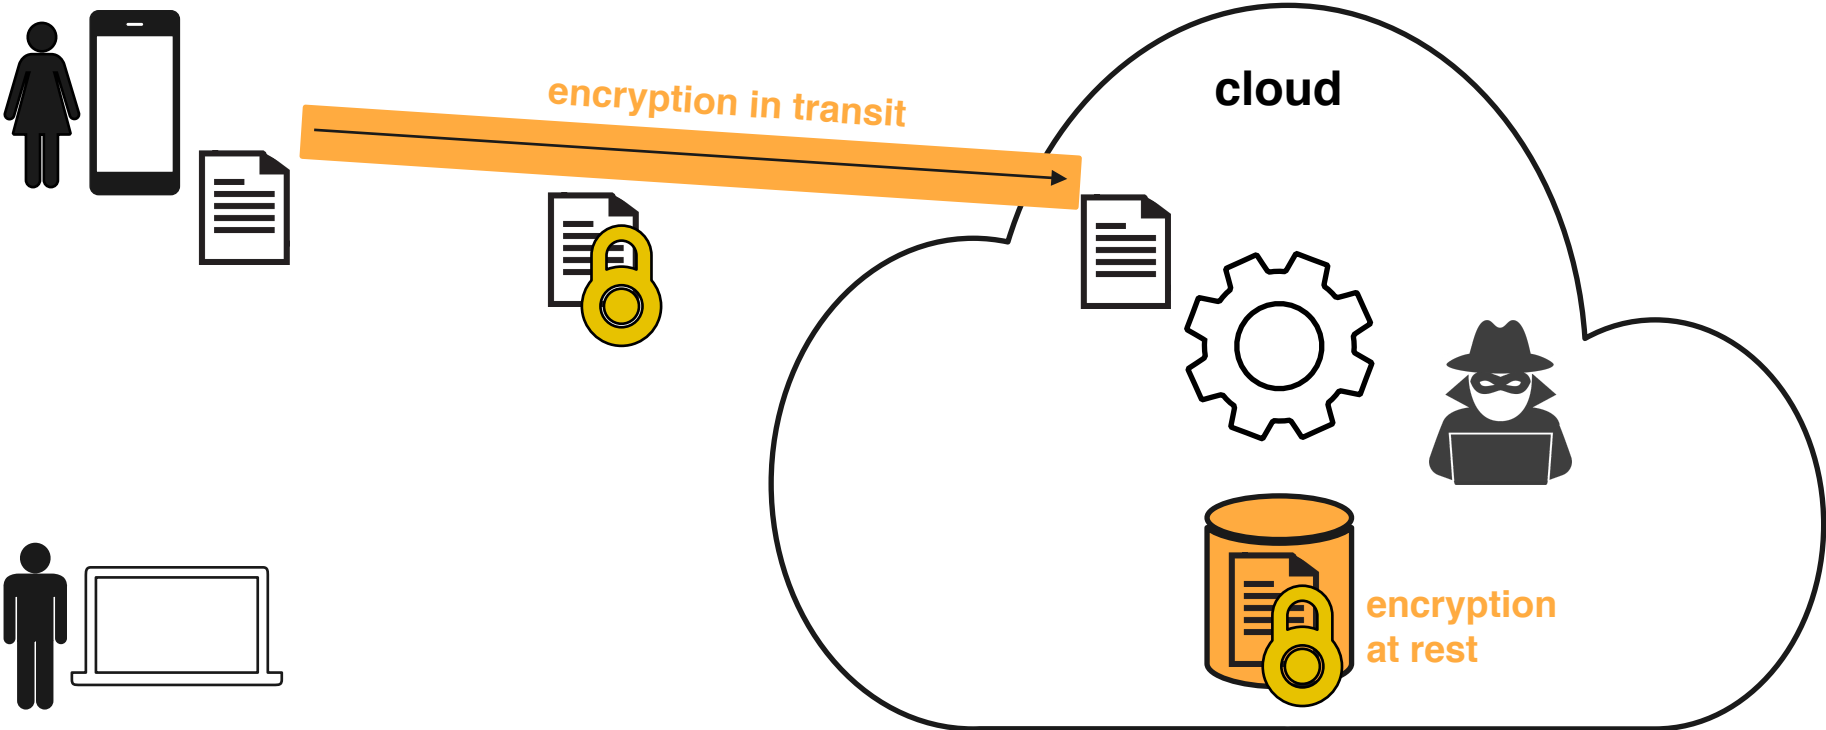 encryption in transit
cloud
encryption
at rest